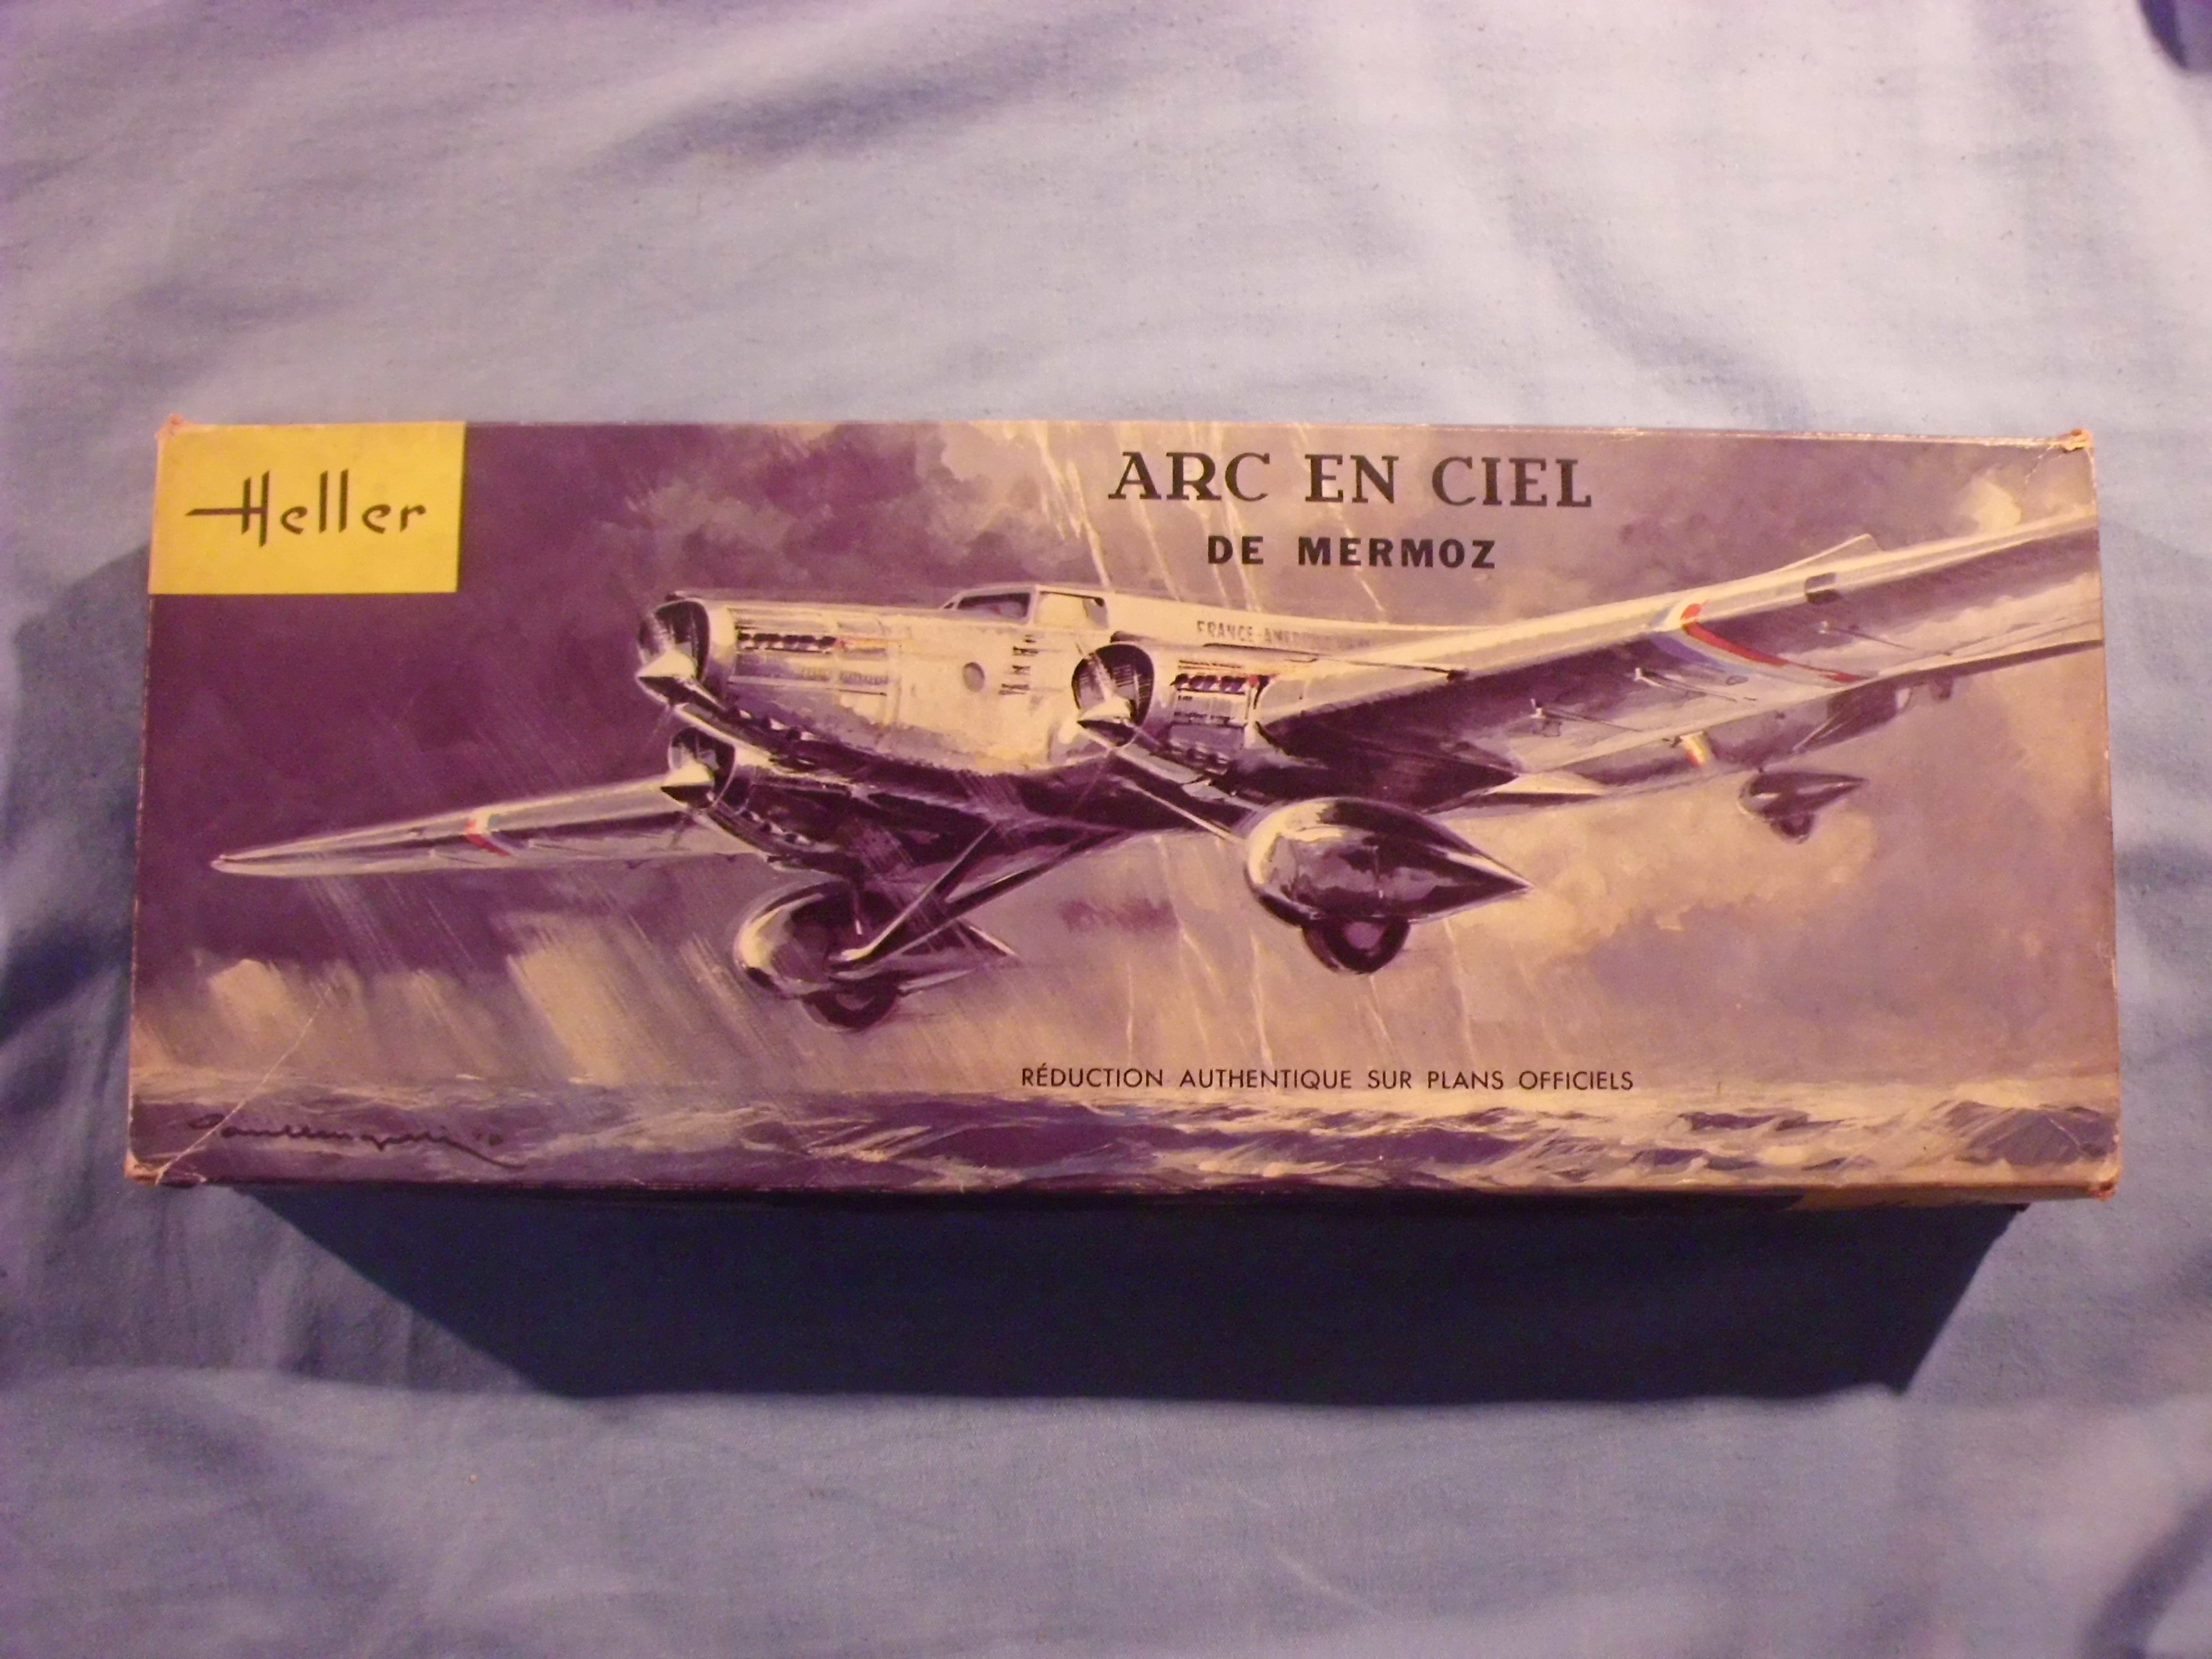 Heller
ARC EN CIEL
DE MERMOZ
RÉDUCTION AUTHENTIQUE SUR PLANS OFFICIELS